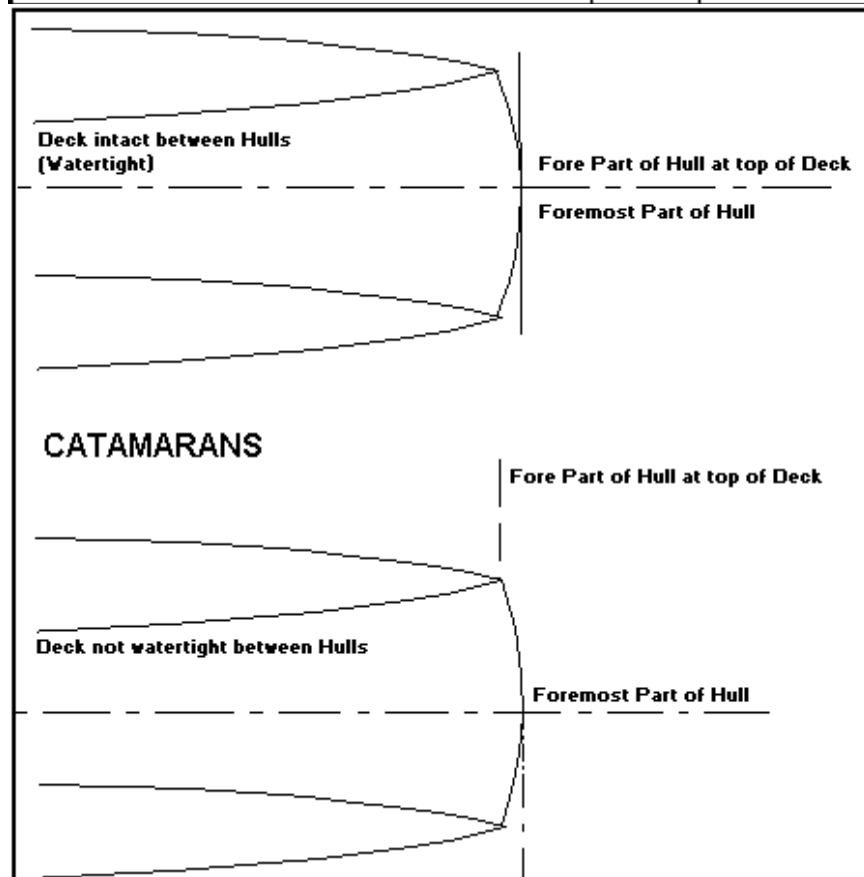 Deck intact between Hulls
(Watertight)
Fore Part of Hull at top of Deck
Foremost Part of Hull
CATAMARANS
Fore Part of Hull at top of Deck
Deck not watertight between Hulls
Foremost Part of Hull